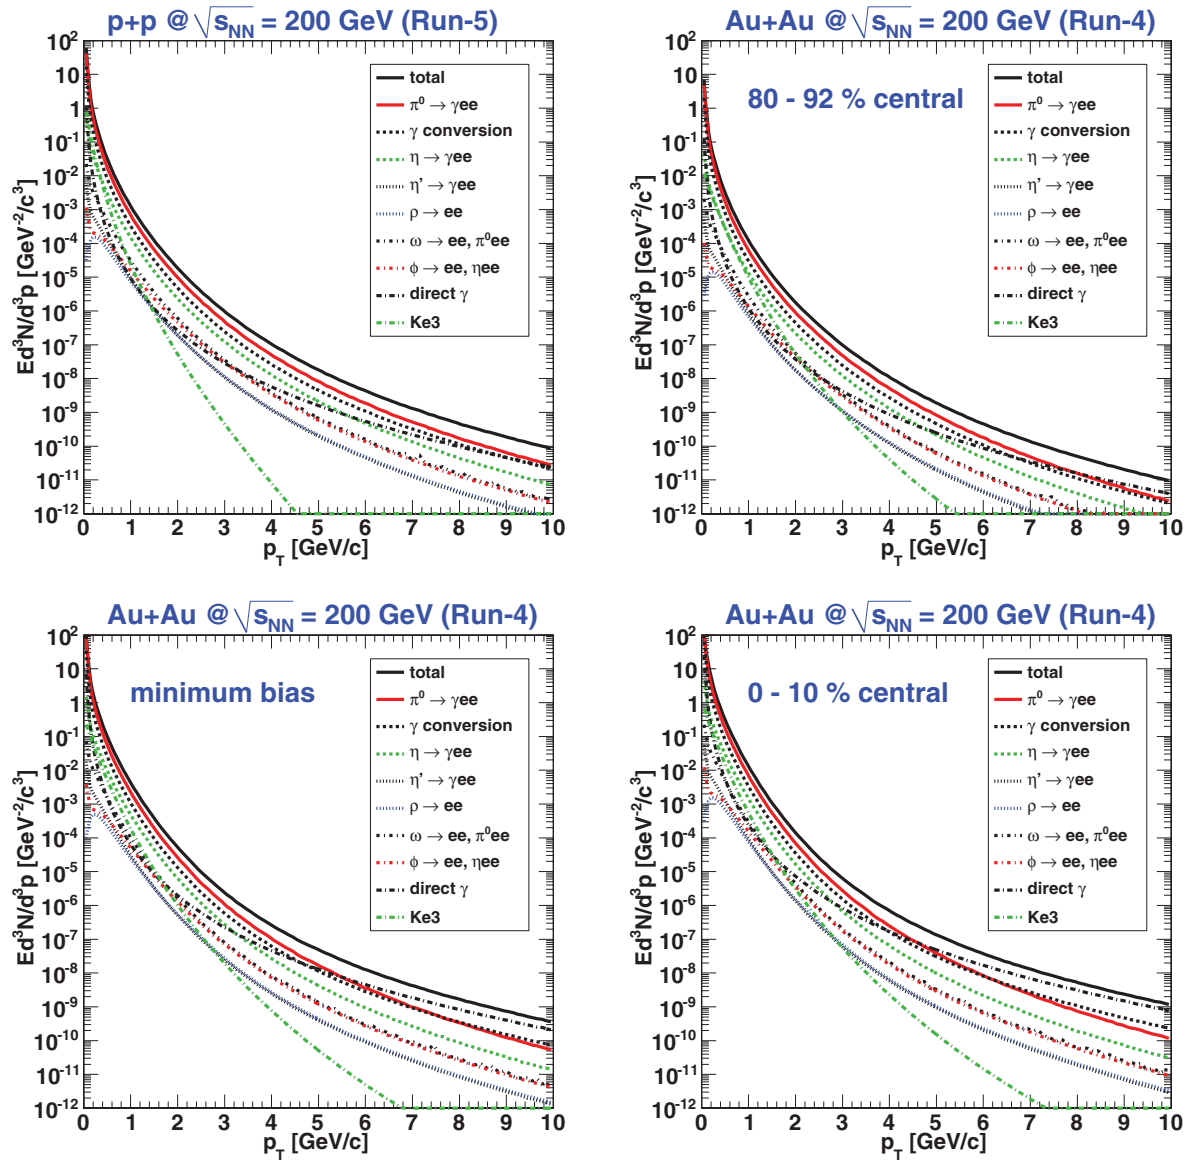 p+p @ √s_NN = 200 GeV (Run-5)
Ed³N/d³p [GeV⁻²/c³]
10²
10
1
10⁻¹
10⁻²
10⁻³
10⁻⁴
10⁻⁵
10⁻⁶
10⁻⁷
10⁻⁸
10⁻⁹
10⁻¹⁰
10⁻¹¹
10⁻¹²
total
π⁰ → γee
γ conversion
η → γee
η' → γee
ρ → ee
ω → ee, π⁰ee
ϕ → ee, ηee
direct γ
Ke3
0 1 2 3 4 5 6 7 8 9 10
p_T [GeV/c]
Au+Au @ √s_NN = 200 GeV (Run-4)
80 - 92 % central
Ed³N/d³p [GeV⁻²/c³]
10²
10
1
10⁻¹
10⁻²
10⁻³
10⁻⁴
10⁻⁵
10⁻⁶
10⁻⁷
10⁻⁸
10⁻⁹
10⁻¹⁰
10⁻¹¹
10⁻¹²
total
π⁰ → γee
γ conversion
η → γee
η' → γee
ρ → ee
ω → ee, π⁰ee
ϕ → ee, ηee
direct γ
Ke3
0 1 2 3 4 5 6 7 8 9 10
p_T [GeV/c]
Au+Au @ √s_NN = 200 GeV (Run-4)
minimum bias
Ed³N/d³p [GeV⁻²/c³]
10²
10
1
10⁻¹
10⁻²
10⁻³
10⁻⁴
10⁻⁵
10⁻⁶
10⁻⁷
10⁻⁸
10⁻⁹
10⁻¹⁰
10⁻¹¹
10⁻¹²
total
π⁰ → γee
γ conversion
η → γee
η' → γee
ρ → ee
ω → ee, π⁰ee
ϕ → ee, ηee
direct γ
Ke3
0 1 2 3 4 5 6 7 8 9 10
p_T [GeV/c]
Au+Au @ √s_NN = 200 GeV (Run-4)
0 - 10 % central
Ed³N/d³p [GeV⁻²/c³]
10²
10
1
10⁻¹
10⁻²
10⁻³
10⁻⁴
10⁻⁵
10⁻⁶
10⁻⁷
10⁻⁸
10⁻⁹
10⁻¹⁰
10⁻¹¹
10⁻¹²
total
π⁰ → γee
γ conversion
η → γee
η' → γee
ρ → ee
ω → ee, π⁰ee
ϕ → ee, ηee
direct γ
Ke3
0 1 2 3 4 5 6 7 8 9 10
p_T [GeV/c]